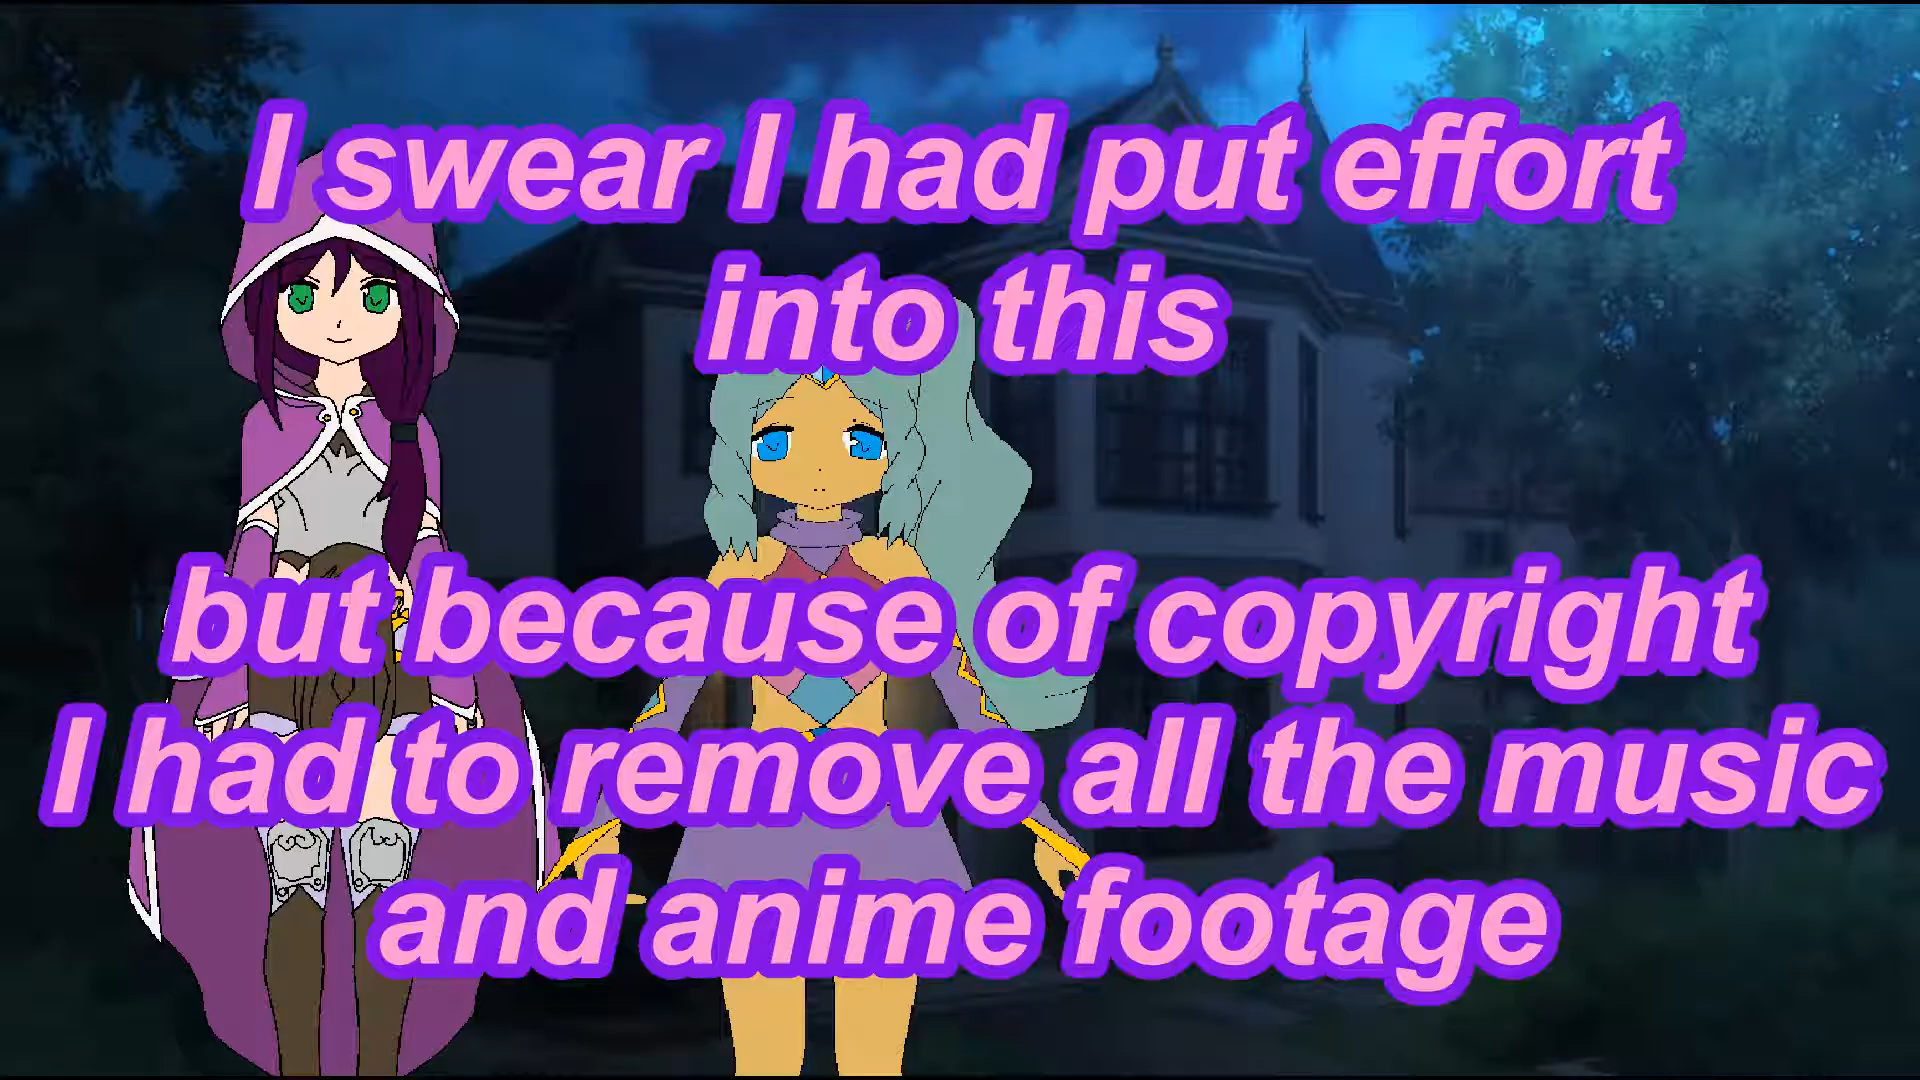 I swear I had put effort
into this
but because of copyright
I had to remove all the music
and anime footage